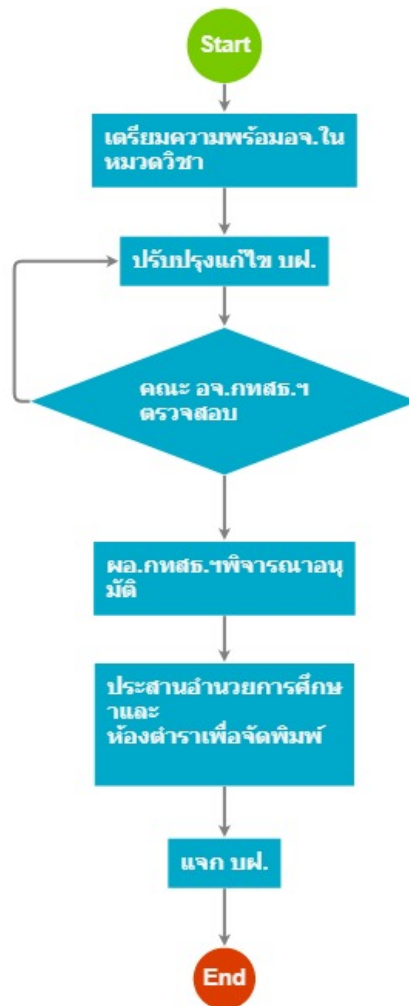 Start
เตรียมความพร้อมอจ.ใน
หมวดวิชา
ปรับปรุงแก้ไข บฝ.
คณะ อจ.กทสธ.ฯ
ตรวจสอบ
ผอ.กทสธ.ฯพิจารณาอนุ
มัติ
ประสานอำนวยการศึกษ
าและ
ห้องตำราเพื่อจัดพิมพ์
แจก บฝ.
End